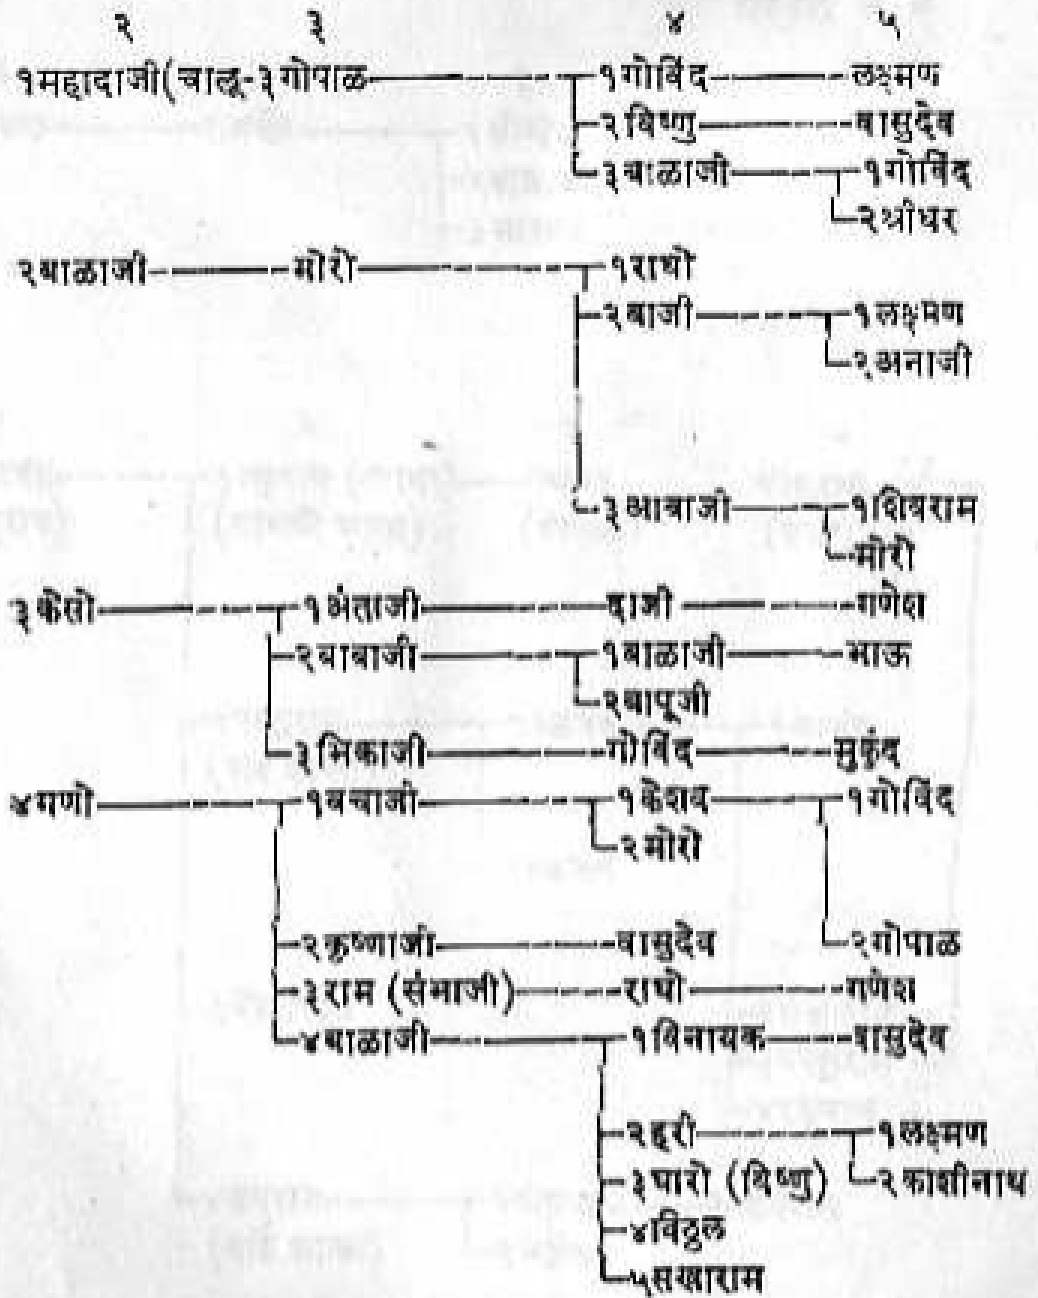 २ ३ ४ ५
१महादाजी(चालू-३गोपाळ १गोविंद लक्ष्मण
२विष्णु वासुदेव
३बाळाजी १गोविंद
२श्रीधर
२बाळाजी मोरो १राघो
२बाजी १लक्ष्मण
२अनाजी
३आबाजी १शिवराम
मोरो
३केसो १अंताजी दाजी गणेश
२बाबाजी १बाळाजी भाऊ
२बापूजी
३भिकाजी गोविंद मुकुंद
४गणो १बचाजी १केशव १गोविंद
२मोरो
२कृष्णाजी वासुदेव २गोपाळ
३राम (संभाजी) राघो गणेश
४बाळाजी १विनायक वासुदेव
२हरी १लक्ष्मण
३घारो (विष्णु) २काशीनाथ
४विठ्ठल
५सखाराम